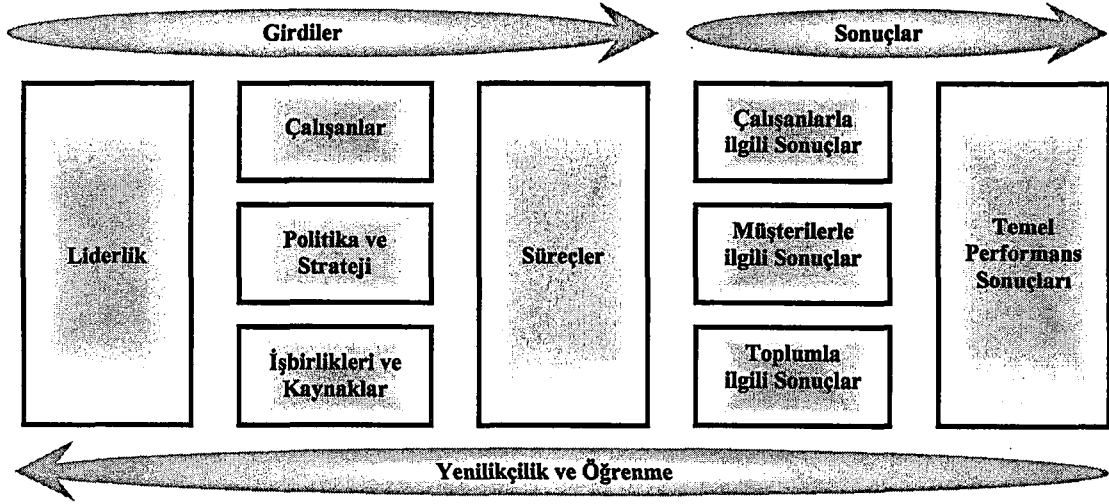 Girdiler
Sonuçlar
Liderlik
Çalışanlar
Politika ve
Strateji
İşbirlikleri ve
Kaynaklar
Süreçler
Çalışanlarla
ilgili Sonuçlar
Müşterilerle
ilgili Sonuçlar
Toplumla
ilgili Sonuçlar
Temel
Performans
Sonuçları
Yenilikçilik ve Öğrenme